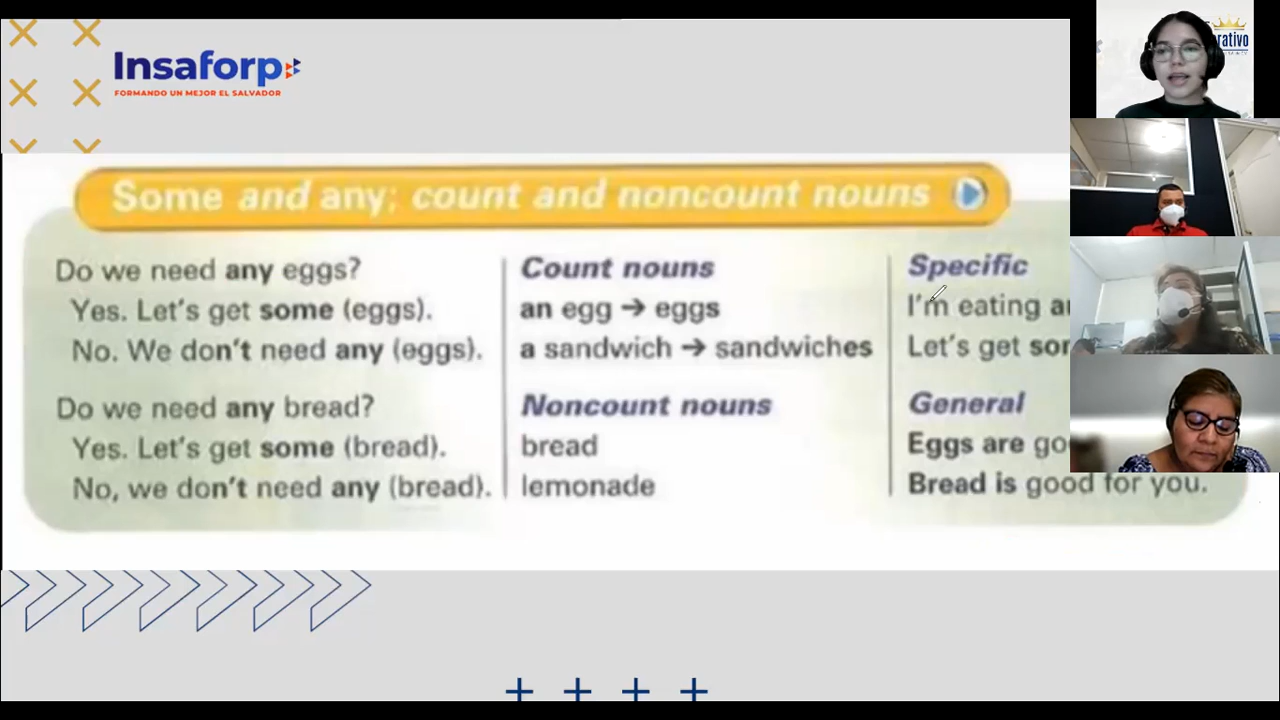 Insaforp
FORMANDO UN MEJOR EL SALVADOR
Some and any; count and noncount nouns
Do we need any eggs?
Yes. Let's get some (eggs).
No. We don't need any (eggs).
Do we need any bread?
Yes. Let's get some (bread).
No, we don't need any (bread).
Count nouns
an egg → eggs
a sandwich → sandwiches
Noncount nouns
bread
lemonade
Specific
I'm eating
Let's get
General
Eggs are
Bread is good for you.